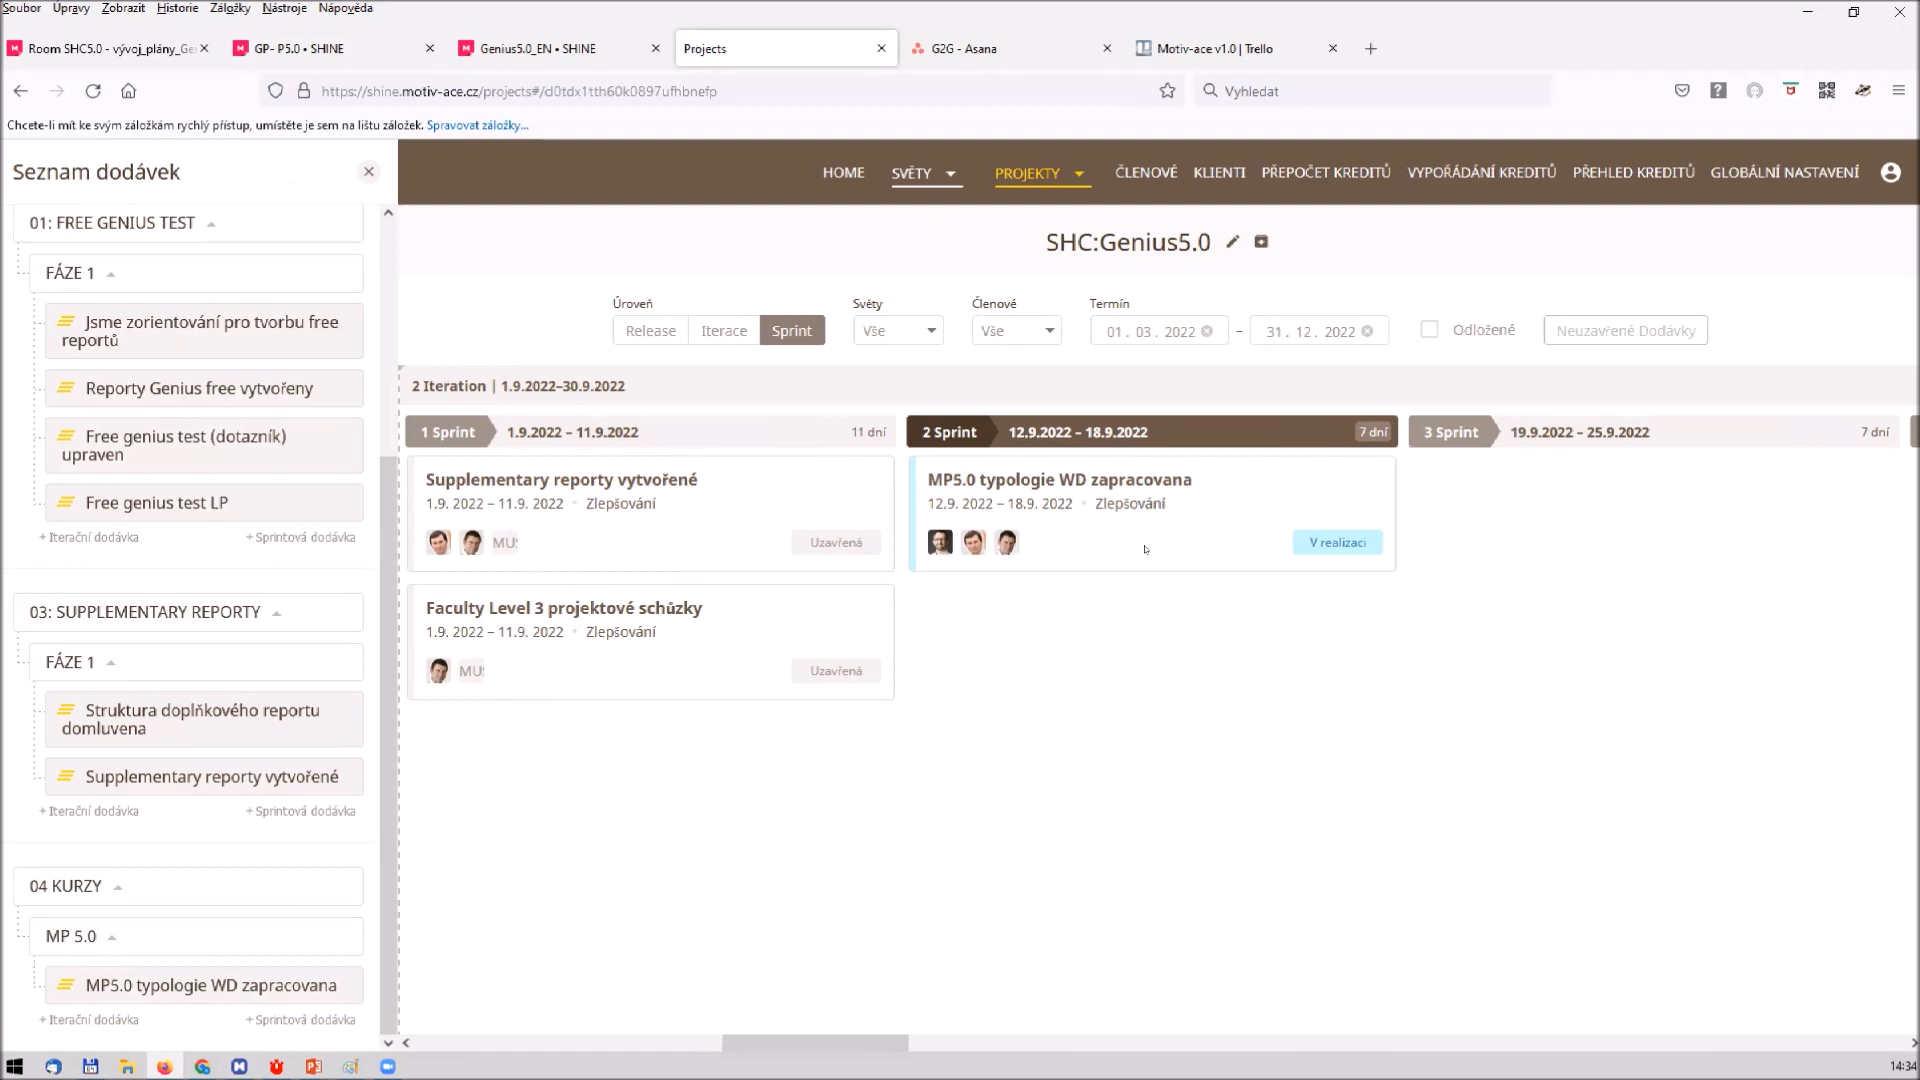 Soubor Úpravy Zobrazit Historie Záložky Nástroje Nápověda
Room SHC5.0 - vývoj_plány_Ge GP- P5.0 • SHINE Genius5.0_EN • SHINE Projects G2G - Asana Motiv-ace v1.0 | Trello
https://shine.motiv-ace.cz/projects#/d0tdx1tth60k0897ufhbnefp Vyhledat
Chcete-li mít ke svým záložkám rychlý přístup, umístěte je sem na lištu záložek. Spravovat záložky...
HOME SVĚTY PROJEKTY ČLENOVÉ KLIENTI PŘEPOČET KREDITŮ VYPOŘÁDÁNÍ KREDITŮ PŘEHLED KREDITŮ GLOBÁLNÍ NASTAVENÍ
Seznam dodávek
01: FREE GENIUS TEST
FÁZE 1
Jsme zorientování pro tvorbu free
reportů
Reporty Genius free vytvořeny
Free genius test (dotazník)
upraven
Free genius test LP
+ Iterační dodávka + Sprintová dodávka
03: SUPPLEMENTARY REPORTY
FÁZE 1
Struktura doplňkového reportu
domluvena
Supplementary reporty vytvořené
+ Iterační dodávka + Sprintová dodávka
04 KURZY
MP 5.0
MP5.0 typologie WD zapracovana
+ Iterační dodávka + Sprintová dodávka
SHC:Genius5.0
Úroveň Světy Členové Termín
Release Iterace Sprint Vše Vše 01 . 03 . 2022 – 31 . 12 . 2022 Odložené Neuzavřené Dodávky
2 Iteration | 1.9.2022–30.9.2022
1 Sprint 1.9.2022 – 11.9.2022 11 dní
Supplementary reporty vytvořené
1.9. 2022 – 11.9. 2022 • Zlepšování
MU: Uzavřená
Faculty Level 3 projektové schůzky
1.9. 2022 – 11.9. 2022 • Zlepšování
MU: Uzavřená
2 Sprint 12.9.2022 – 18.9.2022 7 dní
MP5.0 typologie WD zapracovana
12.9. 2022 – 18.9. 2022 • Zlepšování
V realizaci
3 Sprint 19.9.2022 – 25.9.2022 7 dní
14:34